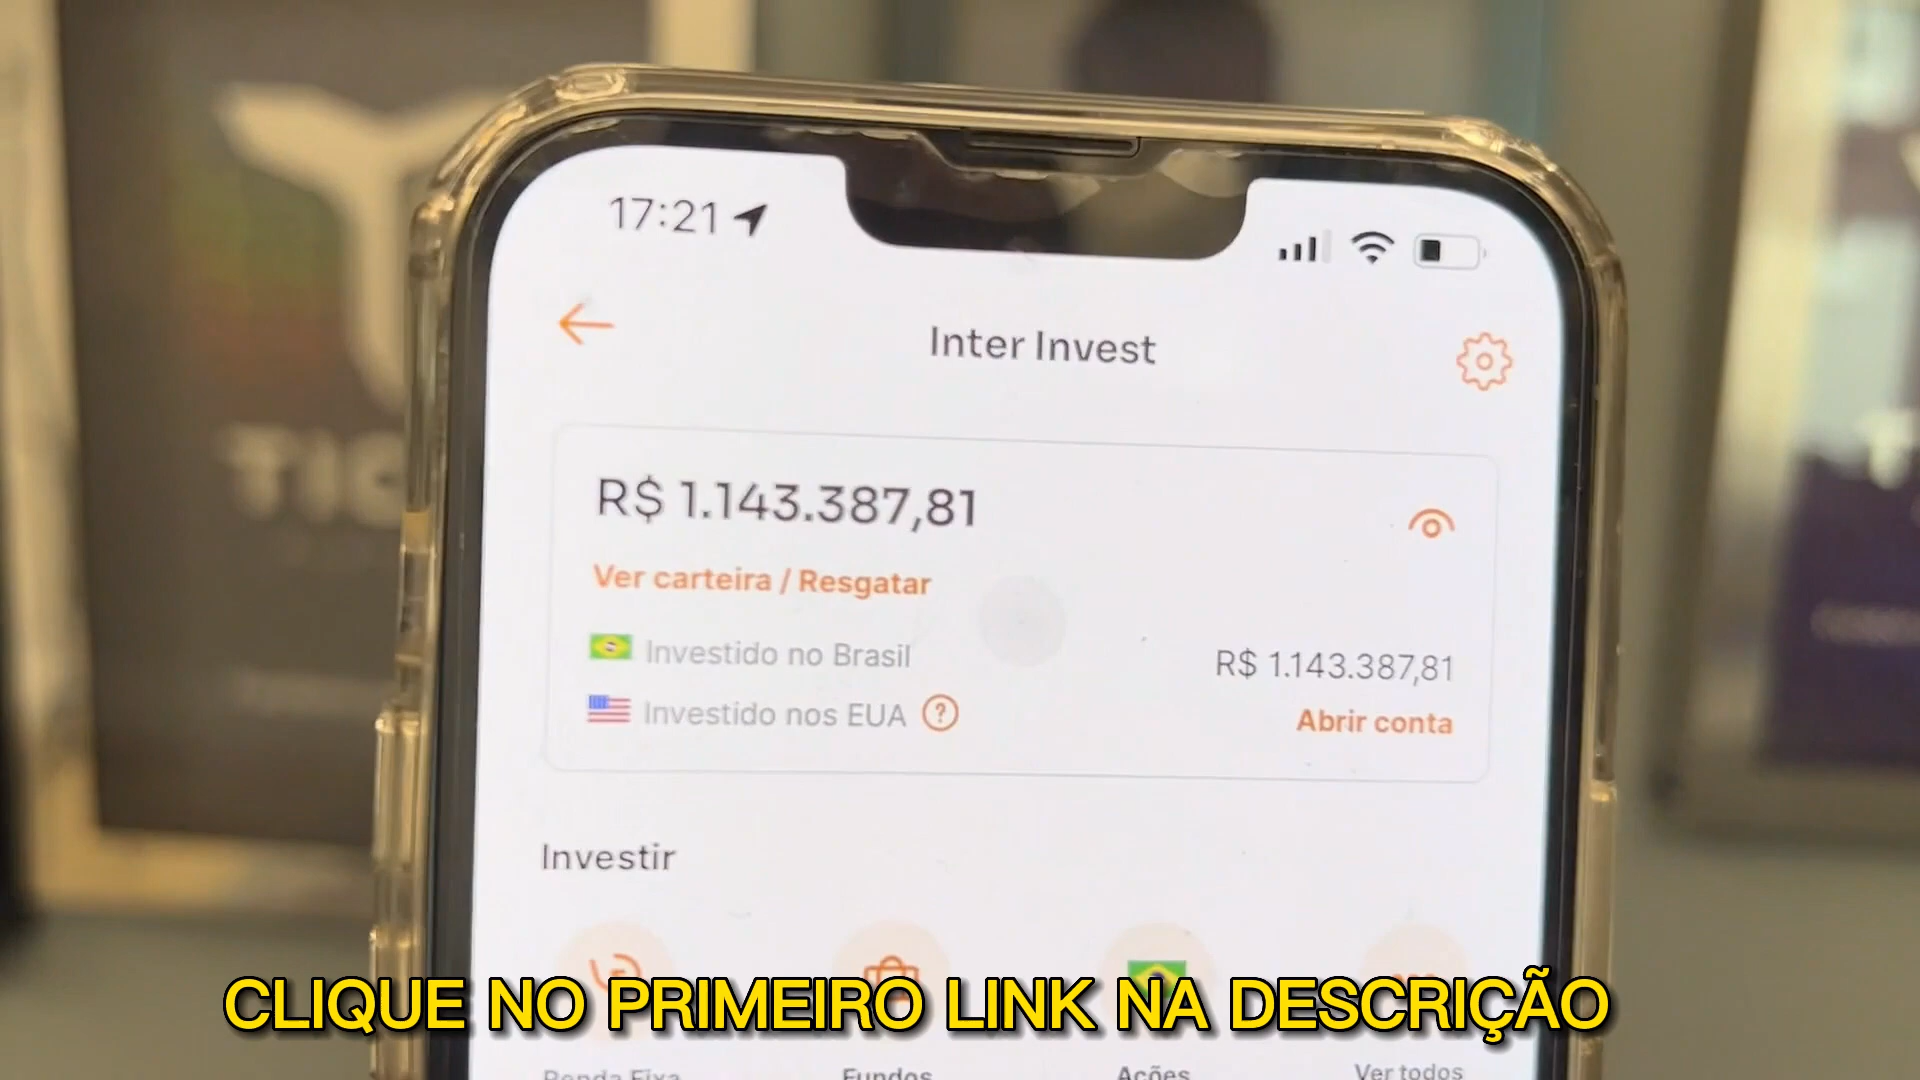 17:21
Inter Invest
R$ 1.143.387,81
Ver carteira / Resgatar
Investido no Brasil R$ 1.143.387,81
Investido nos EUA ? Abrir conta
Investir
CLIQUE NO PRIMEIRO LINK NA DESCRIÇÃO
Renda Fixa Fundos Ações Ver todos